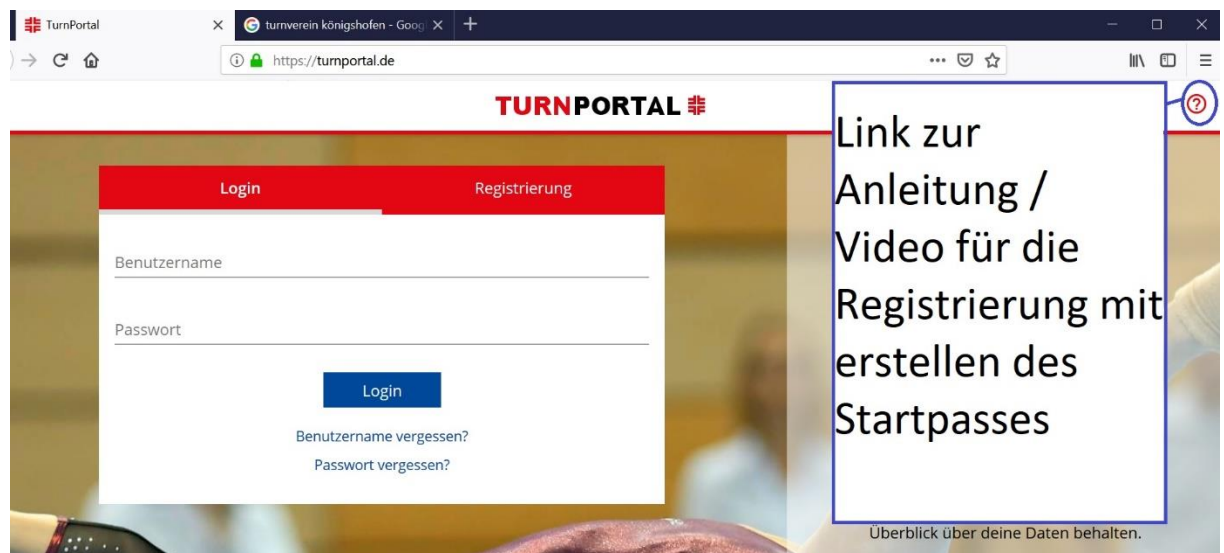 TurnPortal
turnverein königshofen - Goog
https://turnportal.de
TURNPORTAL
Login Registrierung
Benutzername
Passwort
Login
Benutzername vergessen?
Passwort vergessen?
Link zur
Anleitung /
Video für die
Registrierung mit
erstellen des
Startpasses
Überblick über deine Daten behalten.